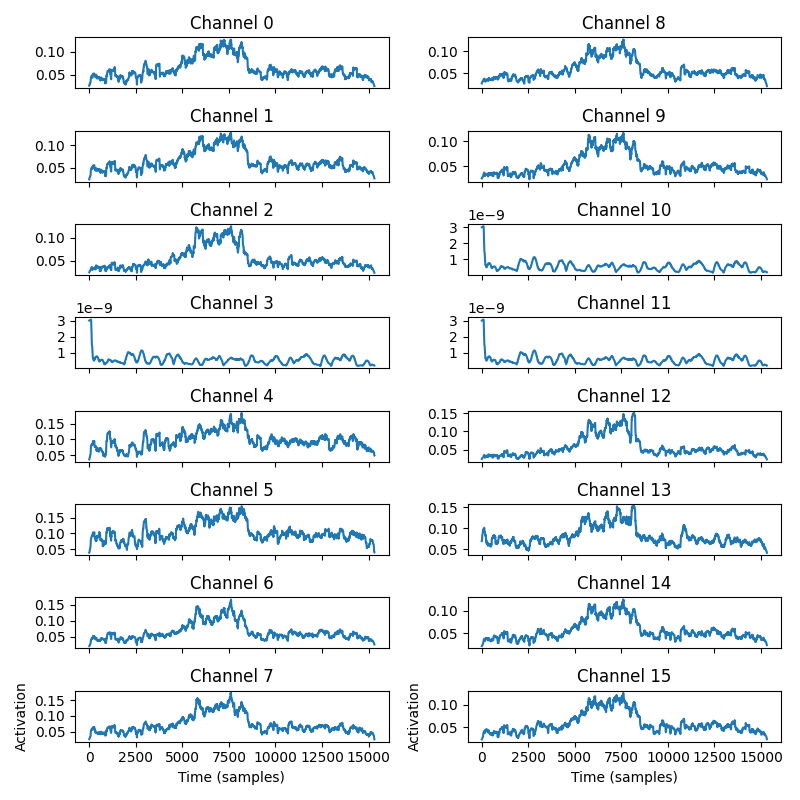 Channel 0
0.10
0.05
Channel 1
0.10
0.05
Channel 2
0.10
0.05
Channel 3
1e−9
3
2
1
Channel 4
0.15
0.10
0.05
Channel 5
0.15
0.10
0.05
Channel 6
0.15
0.10
0.05
Channel 7
0.15
0.10
0.05
Activation
0 2500 5000 7500 10000 12500 15000
Time (samples)
Channel 8
0.10
0.05
Channel 9
0.10
0.05
Channel 10
1e−9
3
2
1
Channel 11
1e−9
3
2
1
Channel 12
0.15
0.10
0.05
Channel 13
0.15
0.10
0.05
Channel 14
0.10
0.05
Channel 15
0.10
0.05
Activation
0 2500 5000 7500 10000 12500 15000
Time (samples)